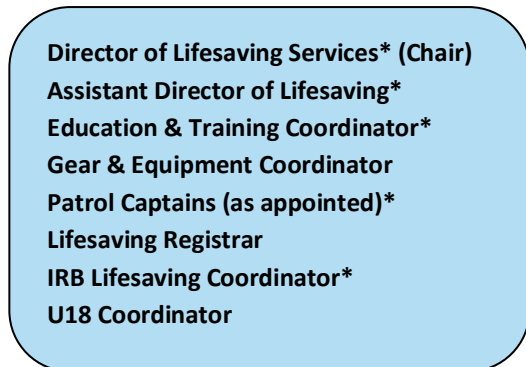 Director of Lifesaving Services* (Chair)
Assistant Director of Lifesaving*
Education & Training Coordinator*
Gear & Equipment Coordinator
Patrol Captains (as appointed)*
Lifesaving Registrar
IRB Lifesaving Coordinator*
U18 Coordinator